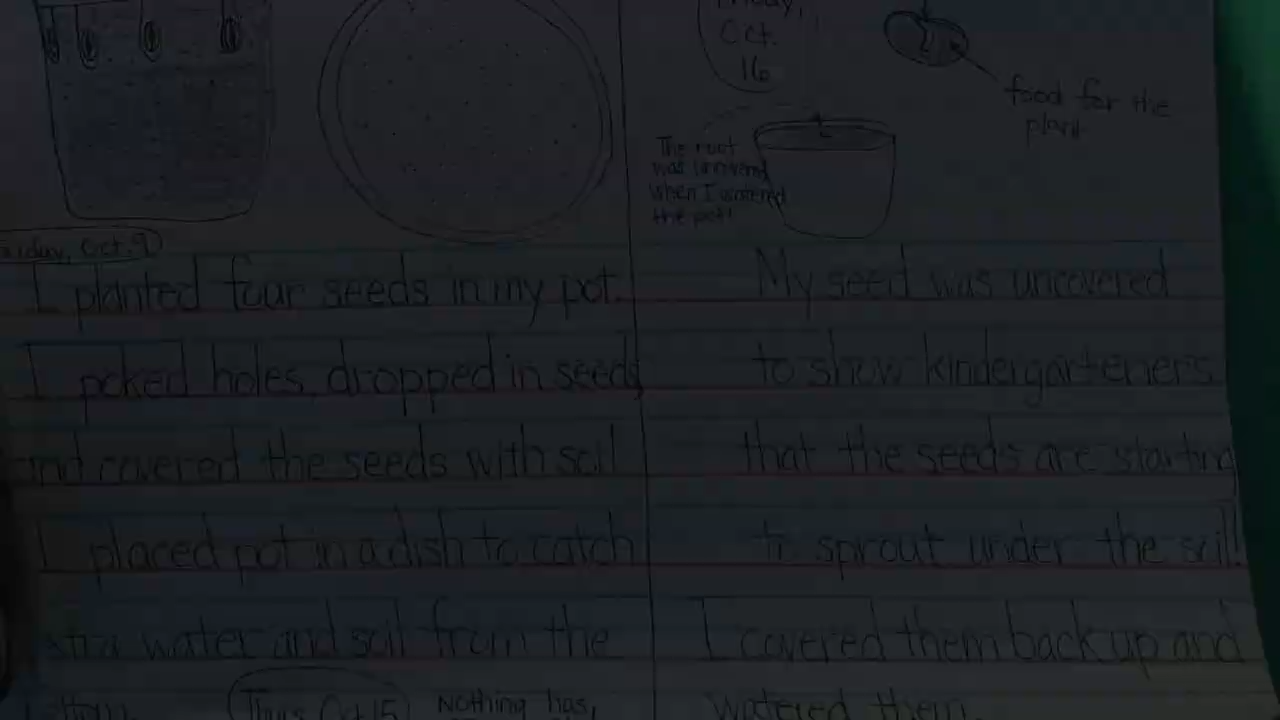 Friday,
Oct.
16
food for the
plant
The root
was uncovered
when I watered
the pot!
Friday, Oct. 9
I planted four seeds in my pot.
I poked holes, dropped in seeds
and covered the seeds with soil
I placed pot in a dish to catch
extra water and soil from the
bottom.
Thurs. Oct. 15
Nothing has
My seed was uncovered
to show kindergarteners
that the seeds are starting
to sprout under the soil!
I covered them back up and
watered them.